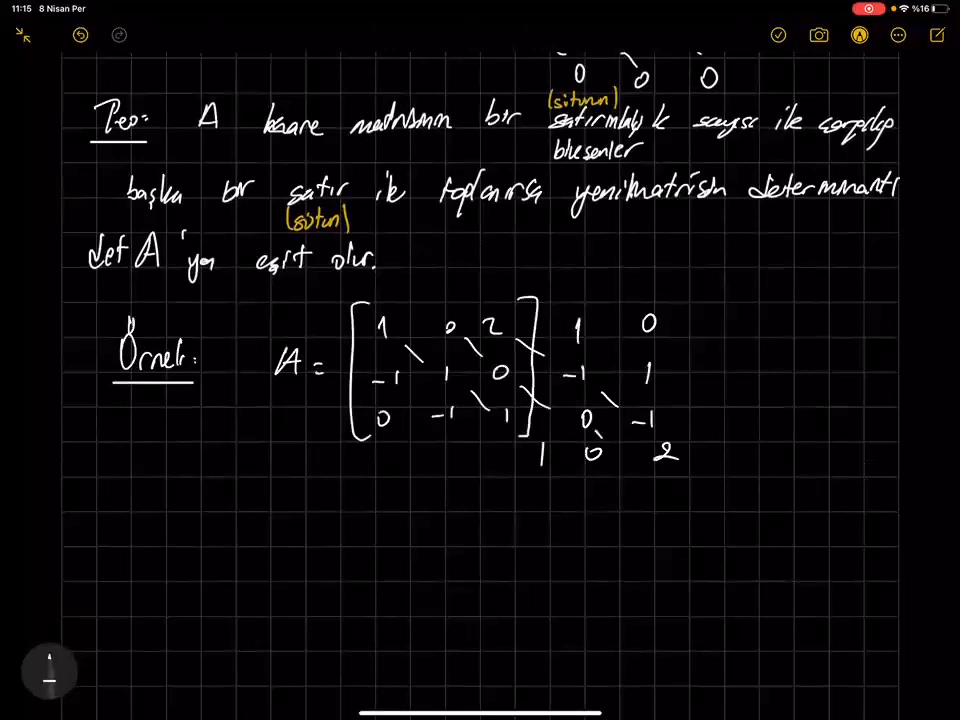 11:15 8 Nisan Per %16
0 0 0
(sütunun)
Teo: A kare matrisinin bir satırının k sayısı ile çarpılıp
bileşenler
başka bir satır ile toplanırsa yeni matrisin determinantı
(sütun)
det A 'ya eşit olur.
1 0 2 1 0
Örnek: A =
-1 1 0 -1 1
0 -1 1 0 -1
1 0 2